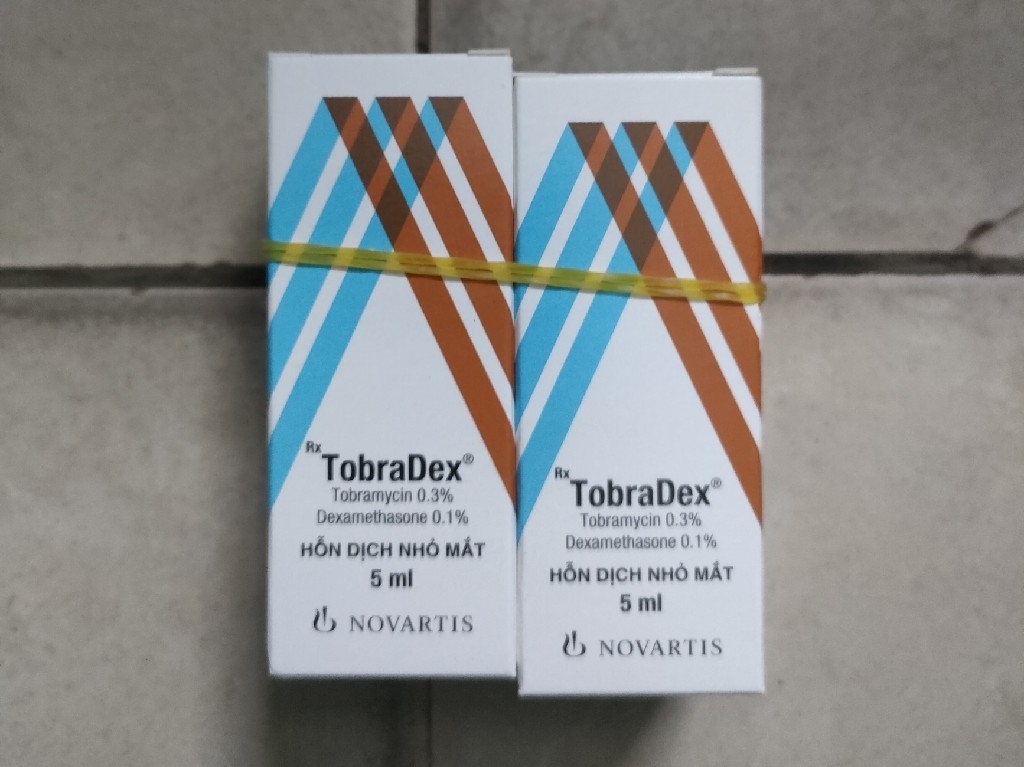 Rx
TobraDex®
Tobramycin 0.3%
Dexamethasone 0.1%
HỖN DỊCH NHỎ MẮT
5 ml
NOVARTIS
Rx
TobraDex®
Tobramycin 0.3%
Dexamethasone 0.1%
HỖN DỊCH NHỎ MẮT
5 ml
NOVARTIS